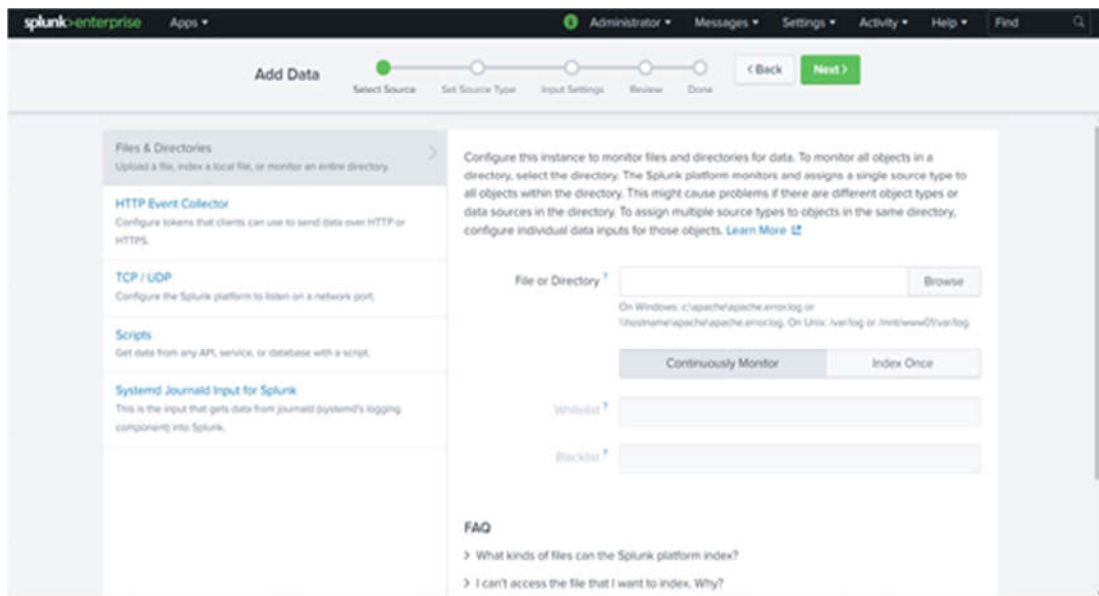 splunk>enterprise Apps ▾ Administrator ▾ Messages ▾ Settings ▾ Activity ▾ Help ▾ Find
Add Data
Select Source Set Source Type Input Settings Review Done
< Back Next >
Files & Directories
Upload a file, index a local file, or monitor an entire directory.
HTTP Event Collector
Configure tokens that clients can use to send data over HTTP or
HTTPS.
TCP / UDP
Configure the Splunk platform to listen on a network port.
Scripts
Get data from any API, service, or database with a script.
Systemd Journald Input for Splunk
This is the input that gets data from journald (systemd's logging
component) into Splunk.
Configure this instance to monitor files and directories for data. To monitor all objects in a
directory, select the directory. The Splunk platform monitors and assigns a single source type to
all objects within the directory. This might cause problems if there are different object types or
data sources in the directory. To assign multiple source types to objects in the same directory,
configure individual data inputs for those objects. Learn More
File or Directory ? Browse
On Windows: c:\apache\apache.error.log or
\\hostname\apache\apache.error.log. On Unix: /var/log or /mnt/www01/var/log.
Continuously Monitor Index Once
Whitelist ?
Blacklist ?
FAQ
> What kinds of files can the Splunk platform index?
> I can't access the file that I want to index. Why?